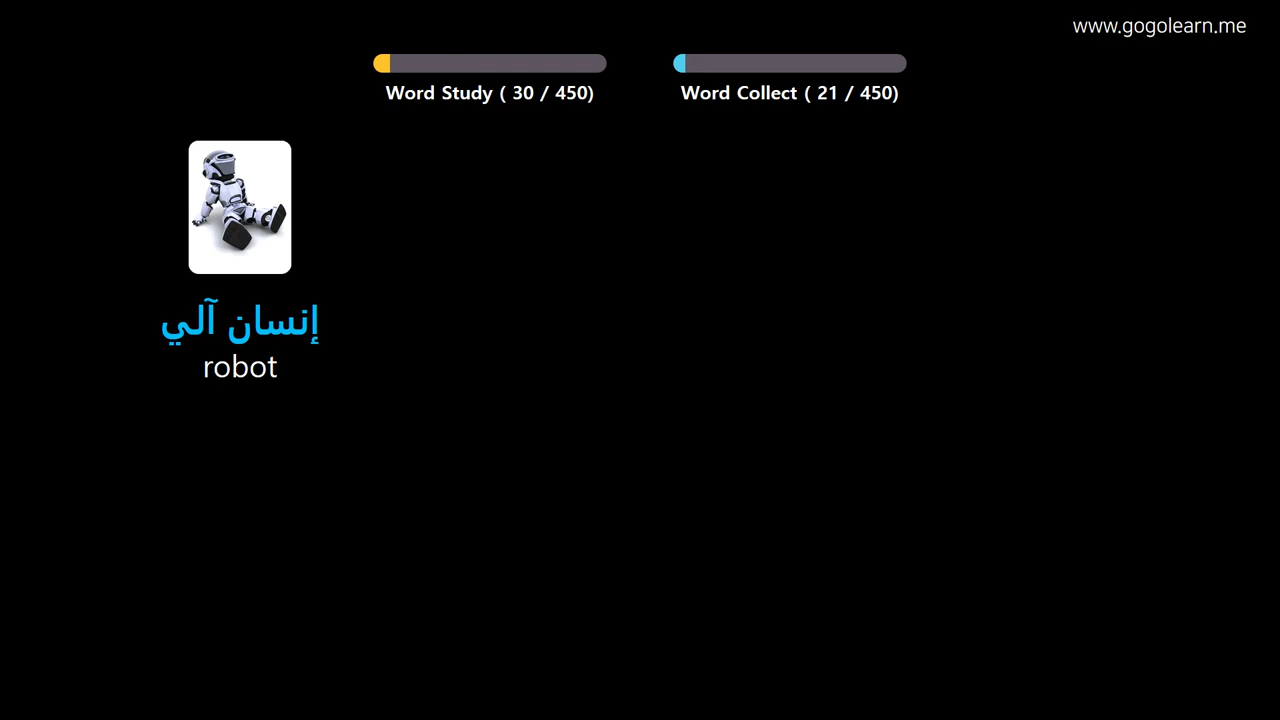 www.gogolearn.me
Word Study ( 30 / 450)
Word Collect ( 21 / 450)
إنسان آلي
robot